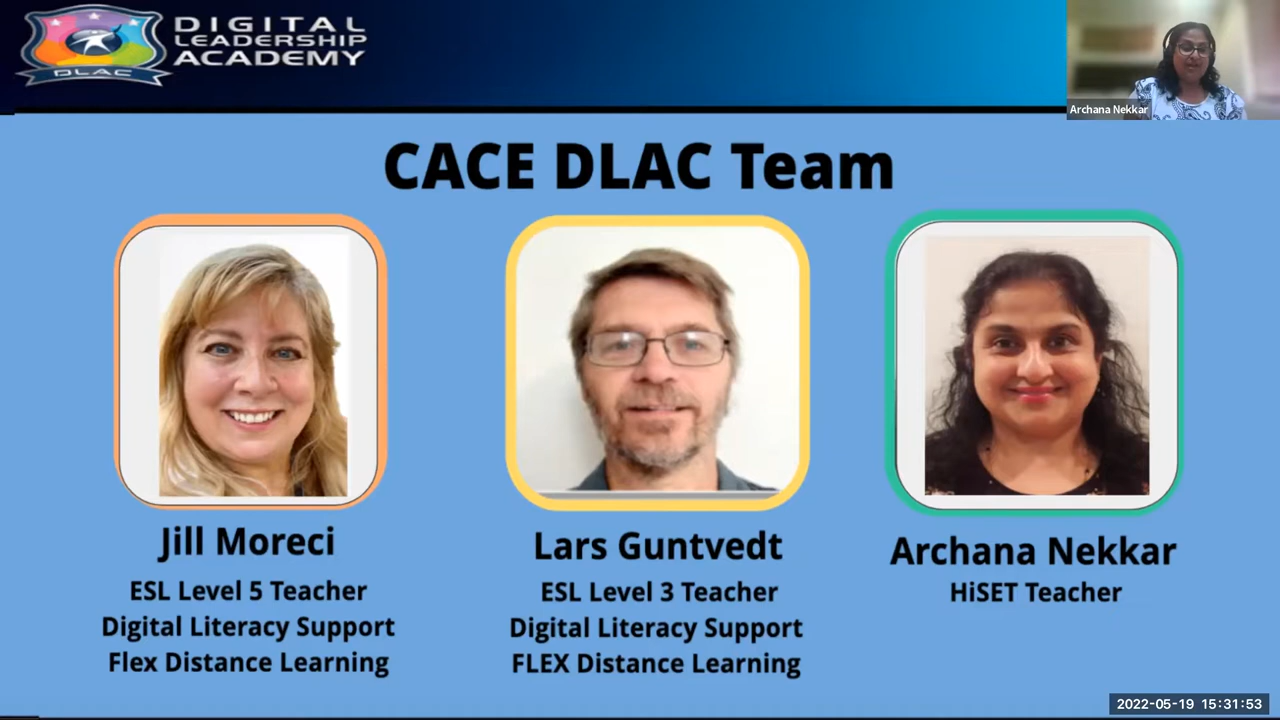 DIGITAL
LEADERSHIP
ACADEMY
DLAC
Archana Nekkar
CACE DLAC Team
Jill Moreci
ESL Level 5 Teacher
Digital Literacy Support
Flex Distance Learning
Lars Guntvedt
ESL Level 3 Teacher
Digital Literacy Support
FLEX Distance Learning
Archana Nekkar
HiSET Teacher
2022-05-19 15:31:53